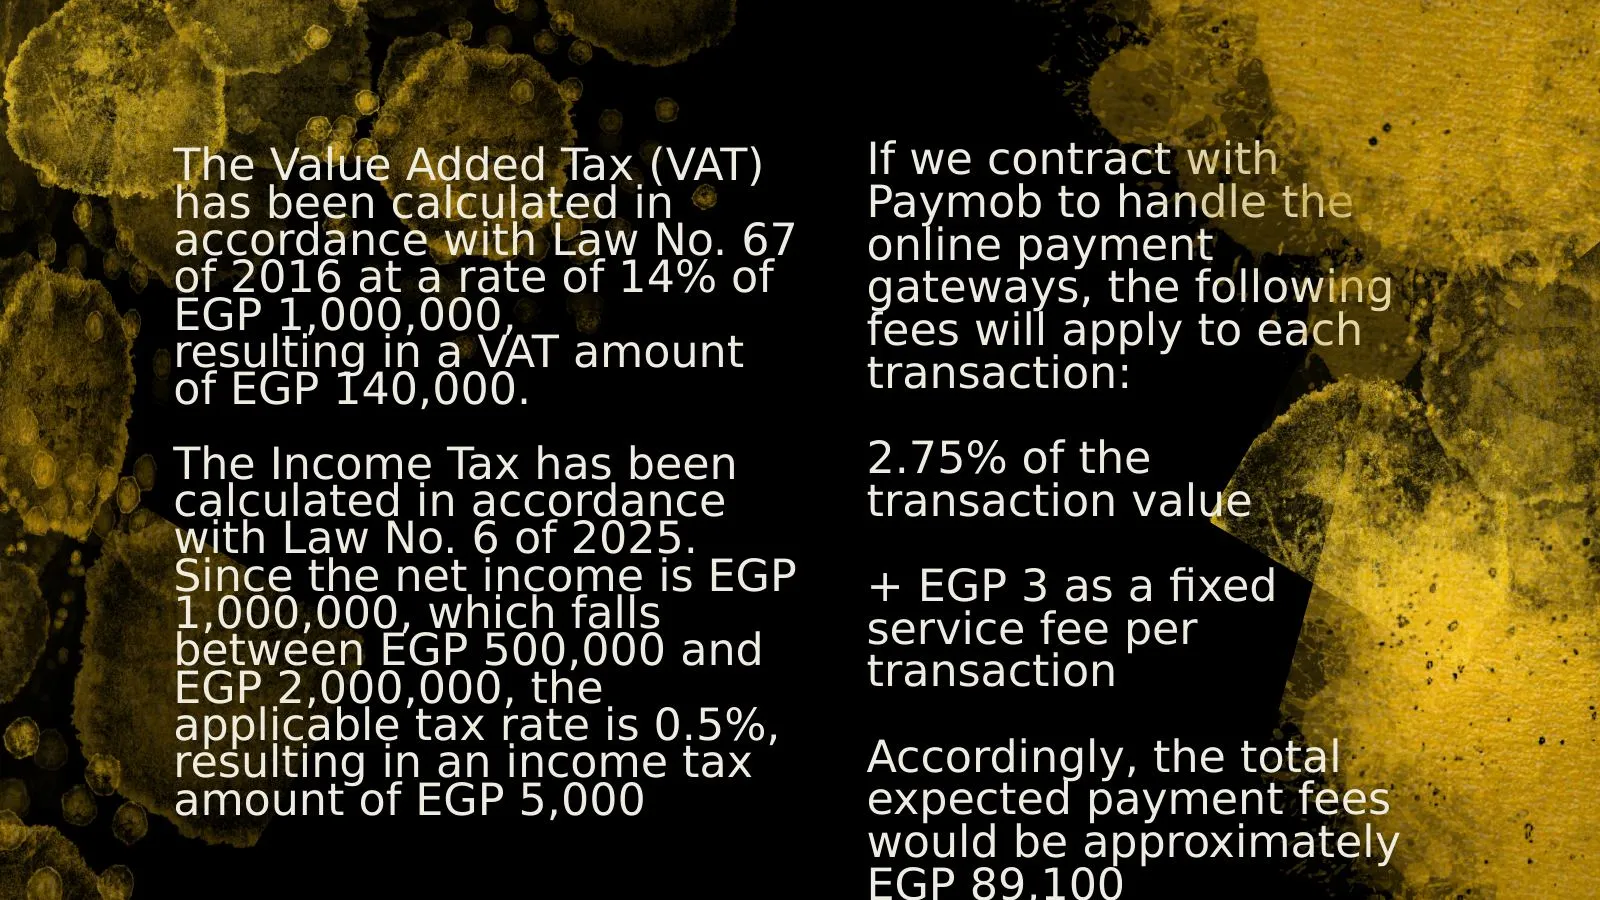 The Value Added Tax (VAT)
has been calculated in
accordance with Law No. 67
of 2016 at a rate of 14% of
EGP 1,000,000,
resulting in a VAT amount
of EGP 140,000.
The Income Tax has been
calculated in accordance
with Law No. 6 of 2025.
Since the net income is EGP
1,000,000, which falls
between EGP 500,000 and
EGP 2,000,000, the
applicable tax rate is 0.5%,
resulting in an income tax
amount of EGP 5,000
If we contract with
Paymob to handle the
online payment
gateways, the following
fees will apply to each
transaction:
2.75% of the
transaction value
+ EGP 3 as a fixed
service fee per
transaction
Accordingly, the total
expected payment fees
would be approximately
EGP 89,100